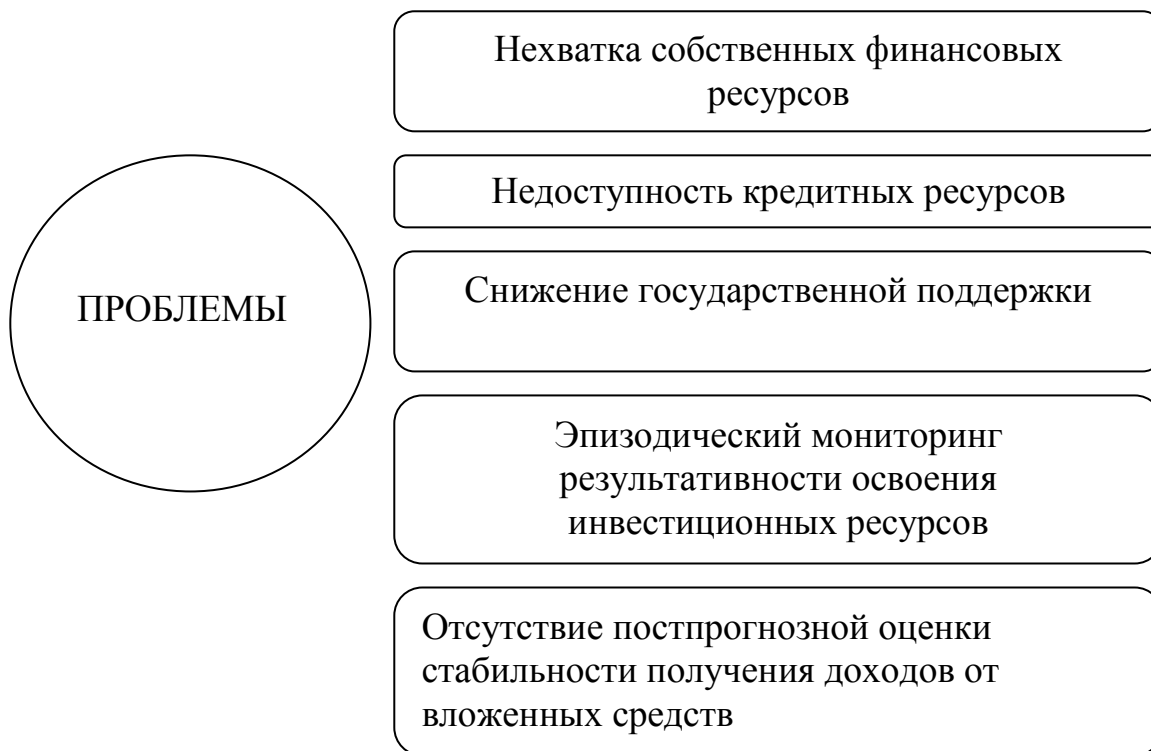 ПРОБЛЕМЫ
Нехватка собственных финансовых
ресурсов
Недоступность кредитных ресурсов
Снижение государственной поддержки
Эпизодический мониторинг
результативности освоения
инвестиционных ресурсов
Отсутствие постпрогнозной оценки
стабильности получения доходов от
вложенных средств